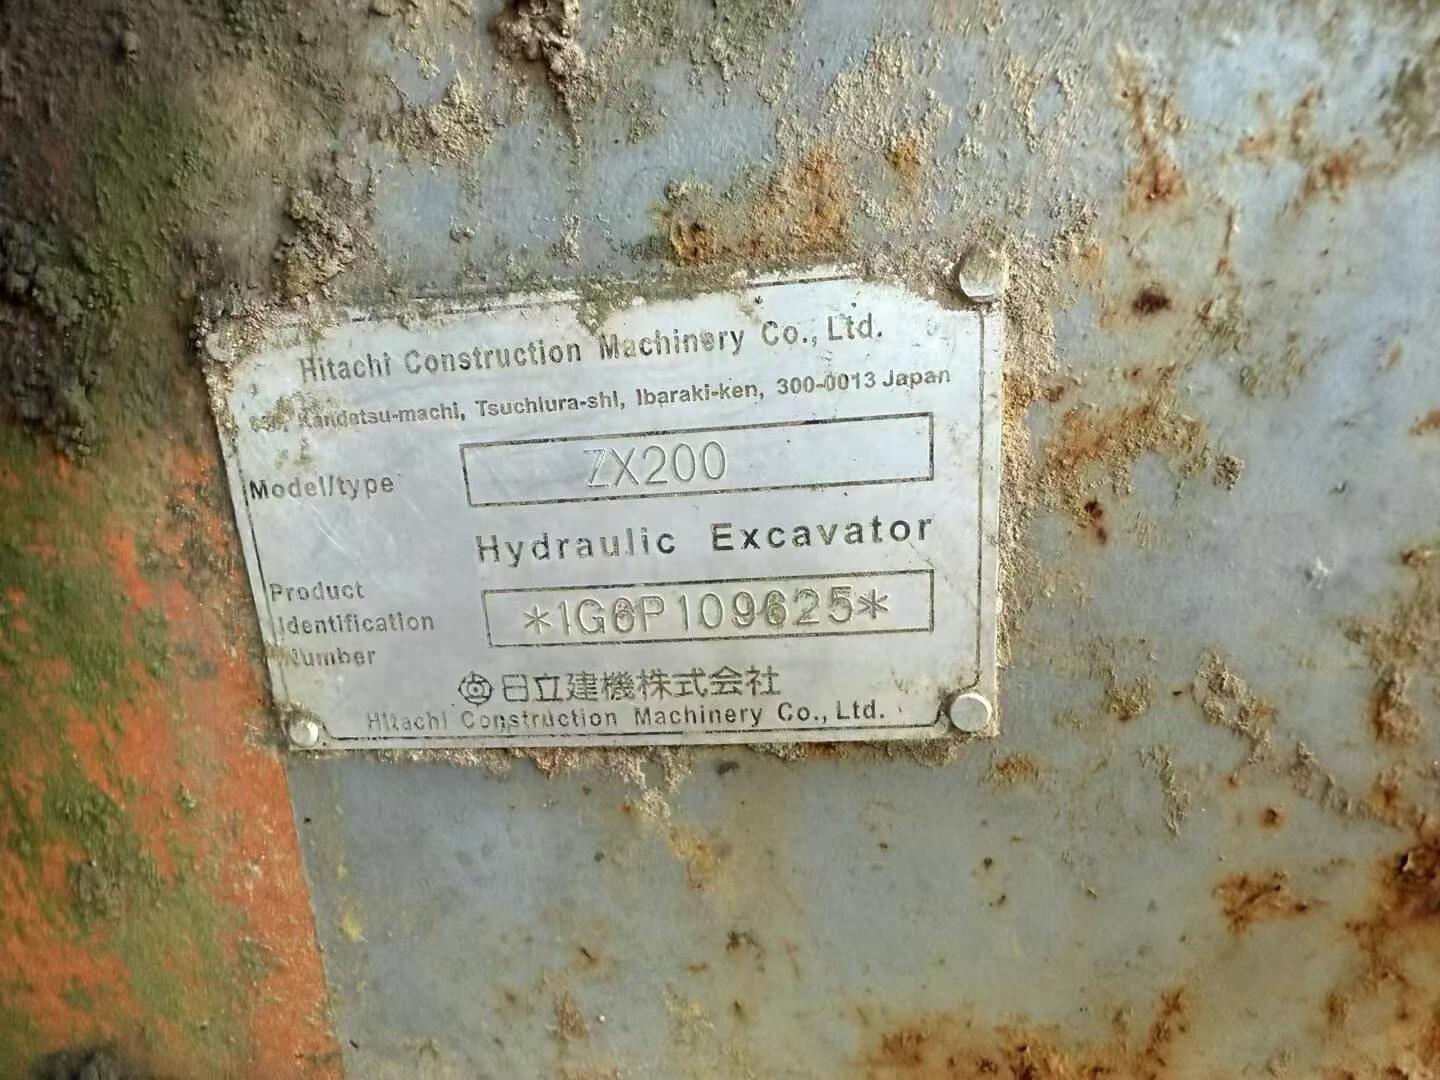 Hitachi Construction Machinery Co., Ltd.
Kandatsu-machi, Tsuchiura-shi, Ibaraki-ken, 300-0013 Japan
Model/type ZX200
Hydraulic Excavator
Product
Identification
Number
*1G6P109625*
日立建機株式会社
Hitachi Construction Machinery Co., Ltd.